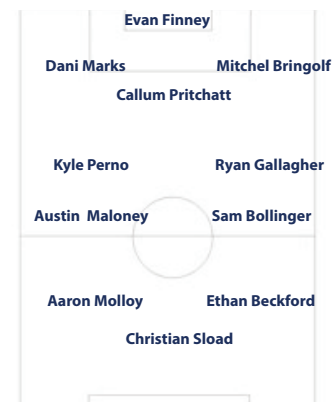 Evan Finney
Dani Marks Mitchel Bringolf
Callum Pritchatt
Kyle Perno Ryan Gallagher
Austin Maloney Sam Bollinger
Aaron Molloy Ethan Beckford
Christian Sload